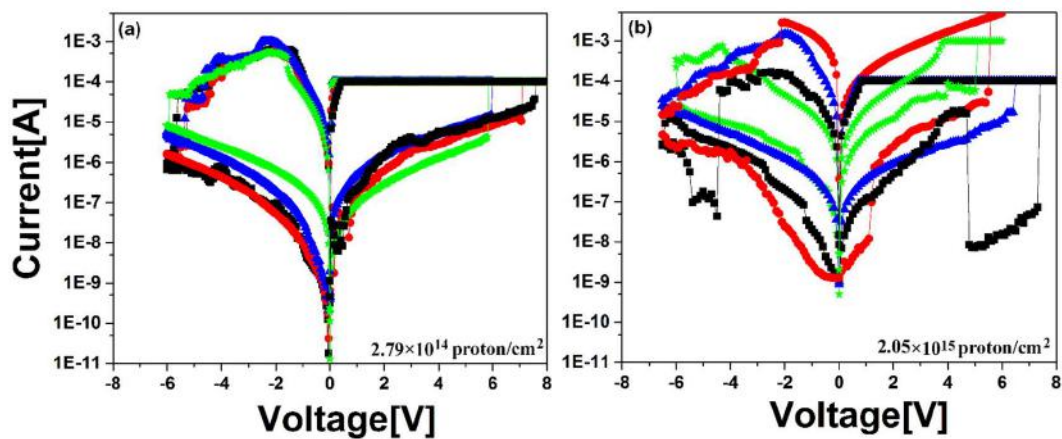 (a)
1E-3
1E-4
1E-5
1E-6
1E-7
1E-8
1E-9
1E-10
1E-11
Current[A]
-8 -6 -4 -2 0 2 4 6 8
Voltage[V]
2.79×10¹⁴ proton/cm²
(b)
1E-3
1E-4
1E-5
1E-6
1E-7
1E-8
1E-9
1E-10
1E-11
-8 -6 -4 -2 0 2 4 6 8
Voltage[V]
2.05×10¹⁵ proton/cm²